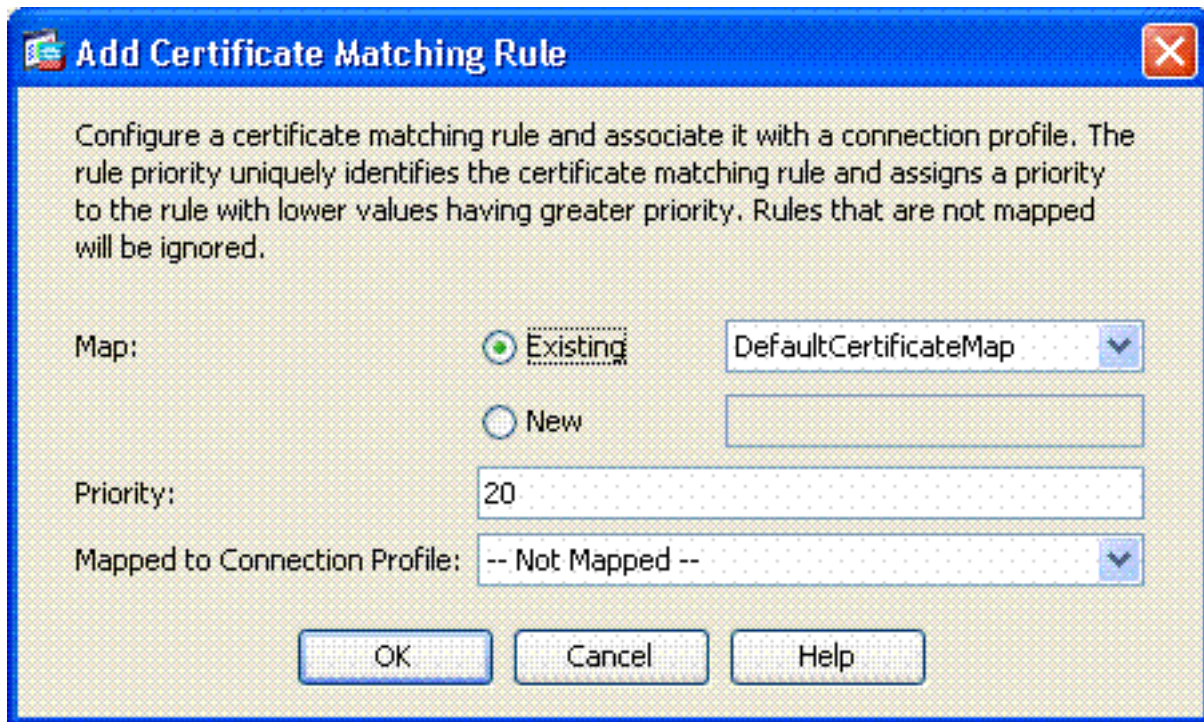 Add Certificate Matching Rule
Configure a certificate matching rule and associate it with a connection profile. The
rule priority uniquely identifies the certificate matching rule and assigns a priority
to the rule with lower values having greater priority. Rules that are not mapped
will be ignored.
Map:
Existing
DefaultCertificateMap
New
Priority:
20
Mapped to Connection Profile:
-- Not Mapped --
OK
Cancel
Help